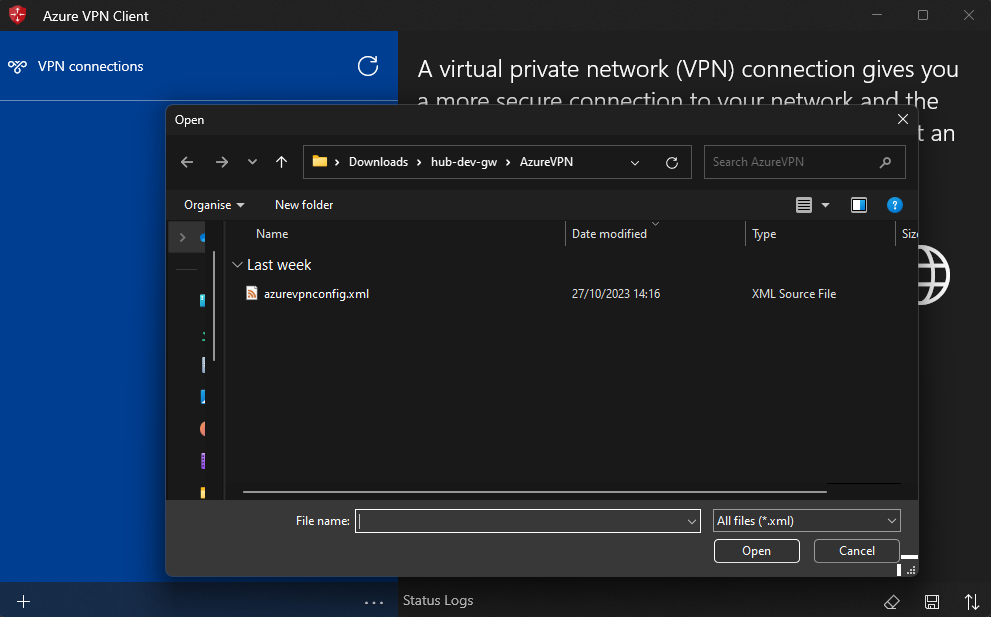 Azure VPN Client
VPN connections
A virtual private network (VPN) connection gives you
a more secure connection to your network and the
t an
Open
Downloads > hub-dev-gw > AzureVPN
Search AzureVPN
Organise
New folder
?
Name
Date modified
Type
Size
Last week
azurevpnconfig.xml
27/10/2023 14:16
XML Source File
File name:
All files (*.xml)
Open
Cancel
Status Logs